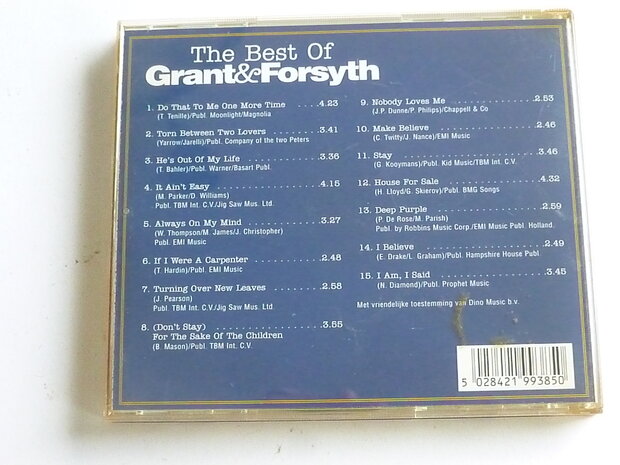 The Best Of
Grant&Forsyth
1. Do That To Me One More Time ....4.23
(T. Tenille)/Publ. Moonlight/Magnolia
2. Torn Between Two Lovers ..........3.41
(Yarrow/Jarelli)/Publ. Company of the two Peters
3. He's Out Of My Life ...............3.36
(T. Bahler)/Publ. Warner/Basart Publ.
4. It Ain't Easy .....................4.15
(M. Parker/D. Williams)
Publ. TBM Int. C.V./Jig Saw Mus. Ltd.
5. Always On My Mind ...............3.27
(W. Thompson/M. James/J. Christopher)
Publ. EMI Music
6. If I Were A Carpenter .............2.48
(T Hardin)/Publ. EMI Music
7. Turning Over New Leaves ..........2.58
(J. Pearson)
Publ. TBM Int. C.V./Jig Saw Mus. Ltd.
8. (Don't Stay) ......................3.55
For The Sake Of The Children
(B. Mason)/Publ. TBM Int. C.V.
9. Nobody Loves Me ..................2.53
(J.P. Dunne/P. Philips)/Chappell & Co
10. Make Believe .....................2.46
(C. Twitty/J. Nance)/EMI Music
11. Stay .............................3.46
(G. Kooymans)/Publ. Kid Music/TBM Int. C.V.
12. House For Sale ...................4.32
(H. Lloyd/G. Skierov)/Publ. BMG Songs
13. Deep Purple ......................2.59
(P. De Rose/M. Parish)
Publ. by Robbins Music Corp./EMI Music Publ. Holland.
14. I Believe ........................2.49
(E. Drake/L. Graham)/Publ. Hampshire House Publ
15. I Am, I Said .....................3.45
(N. Diamond)/Publ. Prophet Music
Met vriendelijke toestemming van Dino Music b.v.
5 028421 993850